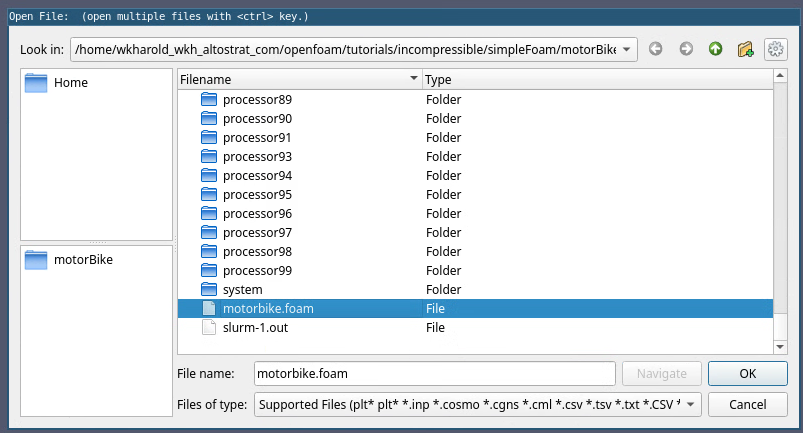 Open File:  (open multiple files with <ctrl> key.)
Look in: /home/wkharold_wkh_altostrat_com/openfoam/tutorials/incompressible/simpleFoam/motorBike
Home
motorBike
Filename Type
processor89 Folder
processor90 Folder
processor91 Folder
processor93 Folder
processor94 Folder
processor95 Folder
processor96 Folder
processor97 Folder
processor98 Folder
processor99 Folder
system Folder
motorbike.foam File
slurm-1.out File
File name: motorbike.foam Navigate OK
Files of type: Supported Files (plt* plt* *.inp *.cosmo *.cgns *.cml *.csv *.tsv *.txt *.CSV * Cancel